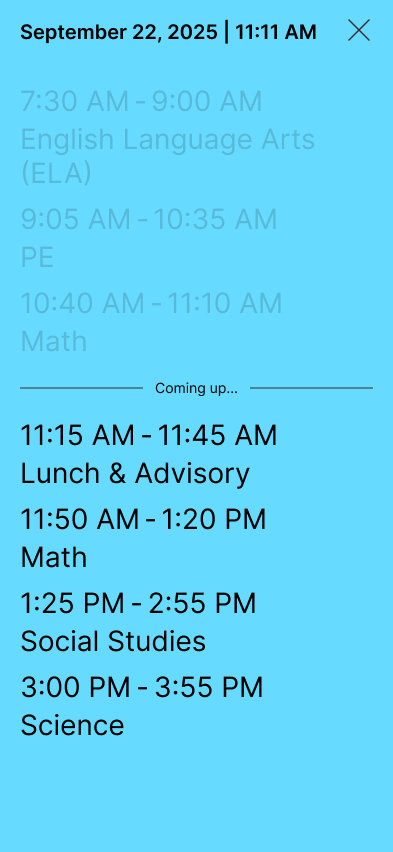 September 22, 2025 | 11:11 AM
7:30 AM - 9:00 AM
English Language Arts
(ELA)
9:05 AM - 10:35 AM
PE
10:40 AM - 11:10 AM
Math
Coming up...
11:15 AM - 11:45 AM
Lunch & Advisory
11:50 AM - 1:20 PM
Math
1:25 PM - 2:55 PM
Social Studies
3:00 PM - 3:55 PM
Science